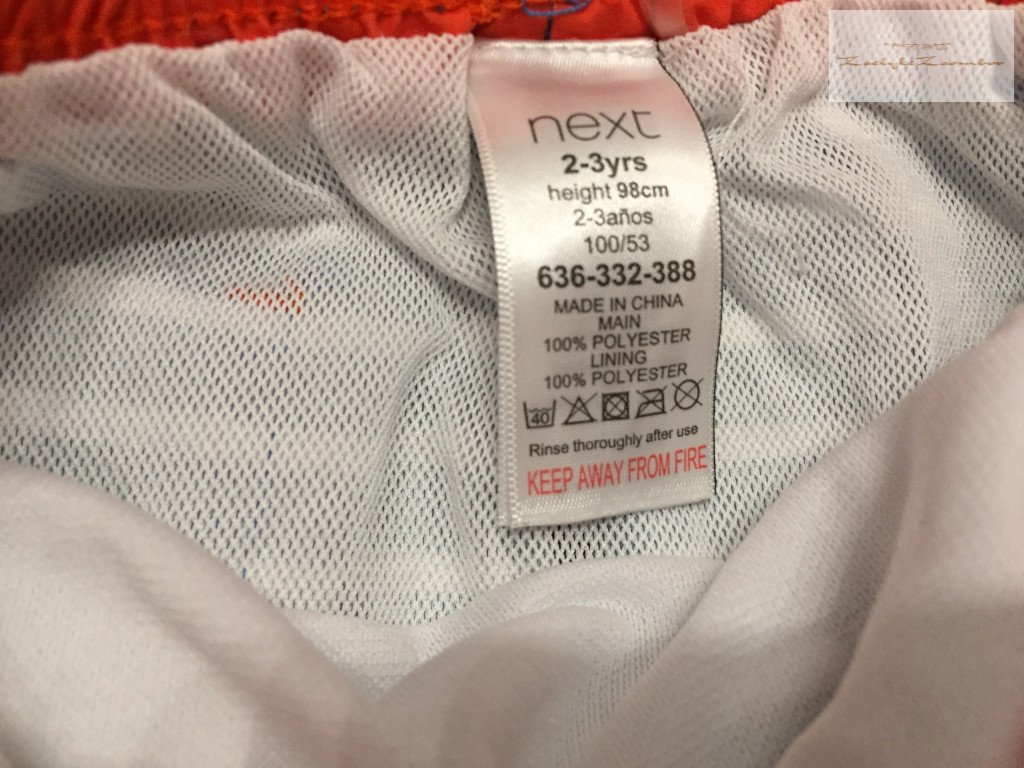 next
2-3yrs
height 98cm
2-3años
100/53
636-332-388
MADE IN CHINA
MAIN
100% POLYESTER
LINING
100% POLYESTER
40
Rinse thoroughly after use
KEEP AWAY FROM FIRE